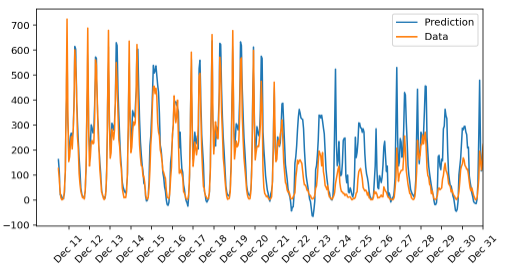 Prediction
Data
700
600
500
400
300
200
100
0
−100
Dec 11
Dec 12
Dec 13
Dec 14
Dec 15
Dec 16
Dec 17
Dec 18
Dec 19
Dec 20
Dec 21
Dec 22
Dec 23
Dec 24
Dec 25
Dec 26
Dec 27
Dec 28
Dec 29
Dec 30
Dec 31